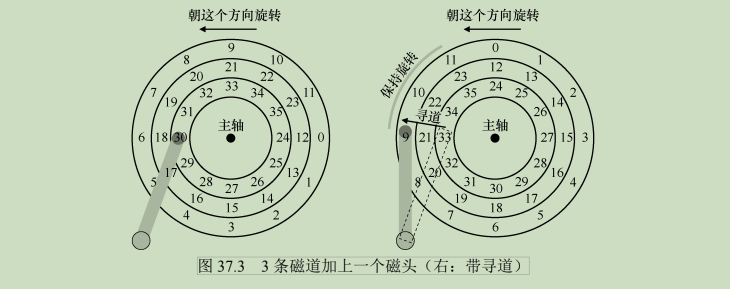 朝这个方向旋转
9
8 10
21
20 22
33
7 32 34 11
19 23
31 35
主轴
6 18 30 24 12 0
29 25
17 13
5 28 26 1
27
16 14
15
4 2
3
朝这个方向旋转
保持旋转
0
11 1
12
23 13
24
10 35 25 2
22 14
34 26
寻道
主轴
9 21 33 27 15 3
32 28
20 16
8 31 29 4
30
19 17
18
7 5
6
图 37.3 3 条磁道加上一个磁头（右：带寻道）